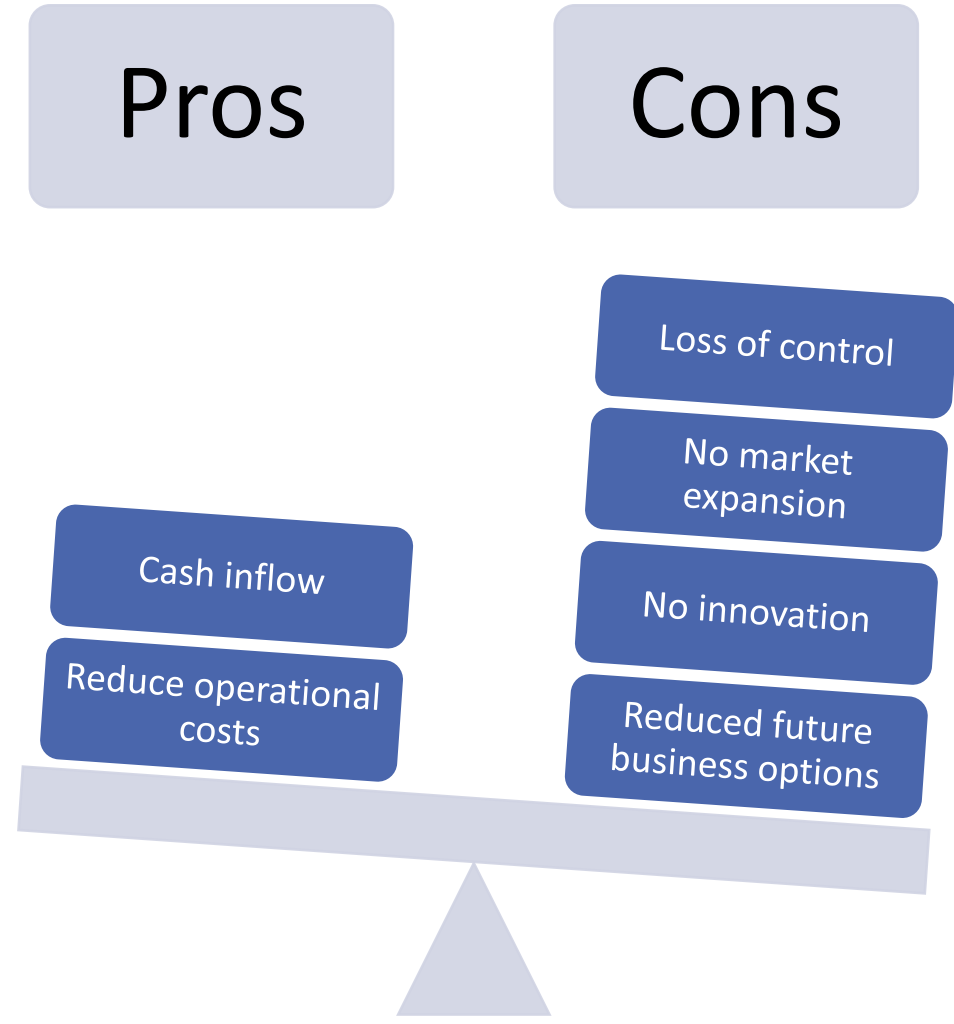 Pros
Cons
Cash inflow
Reduce operational
costs
Loss of control
No market
expansion
No innovation
Reduced future
business options